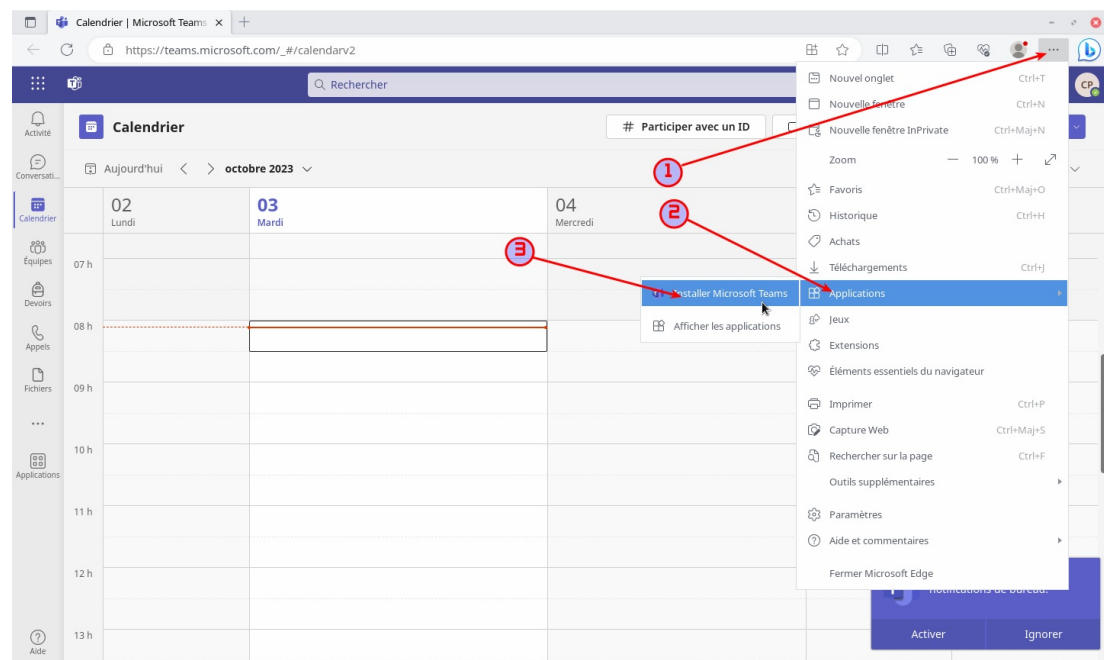 Calendrier | Microsoft Teams
https://teams.microsoft.com/_#/calendarv2
Rechercher
CP
Activité
Conversati...
Calendrier
Équipes
Devoirs
Appels
Fichiers
Applications
Aide
Calendrier
# Participer avec un ID
Aujourd'hui
octobre 2023
02
Lundi
03
Mardi
04
Mercredi
07 h
08 h
09 h
10 h
11 h
12 h
13 h
1
2
3
Installer Microsoft Teams
Afficher les applications
Nouvel onglet Ctrl+T
Nouvelle fenêtre Ctrl+N
Nouvelle fenêtre InPrivate Ctrl+Maj+N
Zoom — 100 % +
Favoris Ctrl+Maj+O
Historique Ctrl+H
Achats
Téléchargements Ctrl+J
Applications
Jeux
Extensions
Éléments essentiels du navigateur
Imprimer Ctrl+P
Capture Web Ctrl+Maj+S
Rechercher sur la page Ctrl+F
Outils supplémentaires
Paramètres
Aide et commentaires
Fermer Microsoft Edge
notifications de bureau.
Activer Ignorer